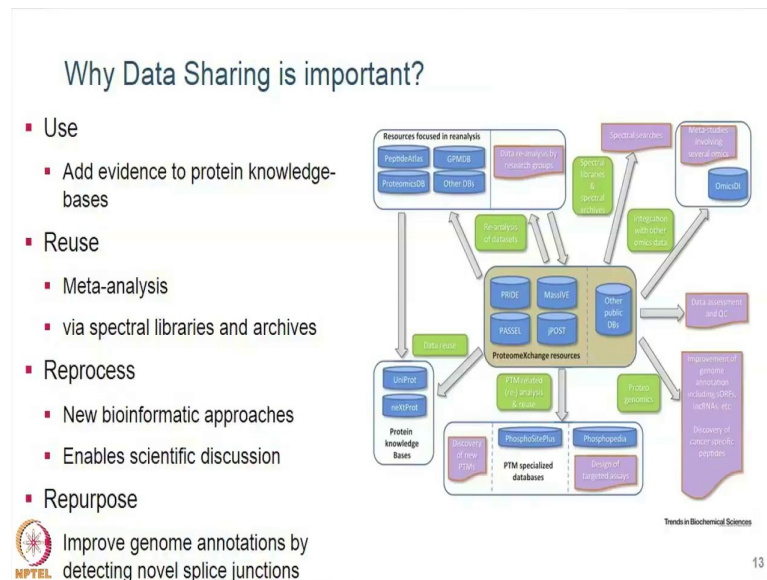 Why Data Sharing is important?
Use
Add evidence to protein knowledge-
bases
Reuse
Meta-analysis
via spectral libraries and archives
Reprocess
New bioinformatic approaches
Enables scientific discussion
Repurpose
Improve genome annotations by
detecting novel splice junctions
NPTEL
Resources focused in reanalysis
PeptideAtlas
GPMDB
ProteomicsDB
Other DBs
Data re-analysis by
research groups
Spectral searches
Meta-studies
involving
several omics
OmicsDI
Spectral
libraries
&
spectral
archives
Re-analysis
of datasets
Integration
with other
omics data
PRIDE
MassIVE
PASSEL
jPOST
Other
public
DBs
ProteomeXchange resources
Data assessment
and QC
Data reuse
UniProt
neXtProt
Protein
knowledge
Bases
PTM related
(re-) analysis
& reuse
Proteo
genomics
Improvement of
genome
annotation
including sORFs,
lncRNAs, etc
Discovery of
cancer specific
peptides
Discovery
of new
PTMs
PhosphoSitePlus
Phosphopedia
PTM specialized
databases
Design of
targeted assays
Trends in Biochemical Sciences
13